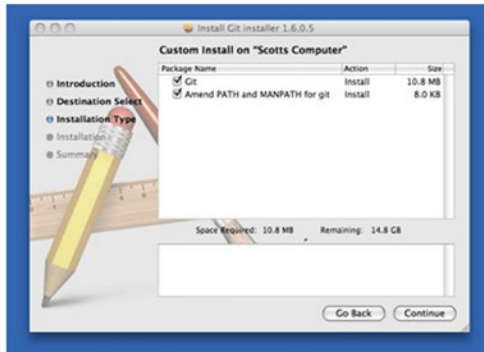 Install Git installer 1.6.0.5
Custom Install on "Scotts Computer"
Package Name Action Size
Git Install 10.8 MB
Amend PATH and MANPATH for git Install 8.0 KB
Introduction
Destination Select
Installation Type
Installation
Summary
Space Required: 10.8 MB Remaining: 14.8 GB
Go Back Continue